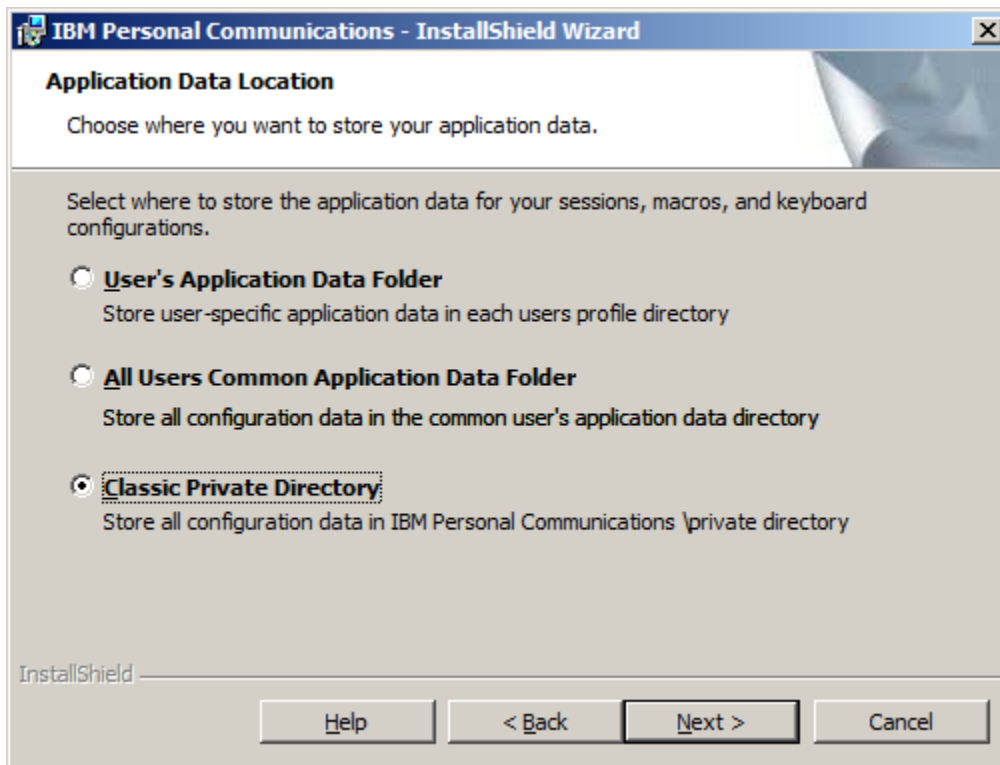 IBM Personal Communications - InstallShield Wizard
Application Data Location
Choose where you want to store your application data.
Select where to store the application data for your sessions, macros, and keyboard
configurations.
User's Application Data Folder
Store user-specific application data in each users profile directory
All Users Common Application Data Folder
Store all configuration data in the common user's application data directory
Classic Private Directory
Store all configuration data in IBM Personal Communications \private directory
InstallShield
Help
< Back
Next >
Cancel